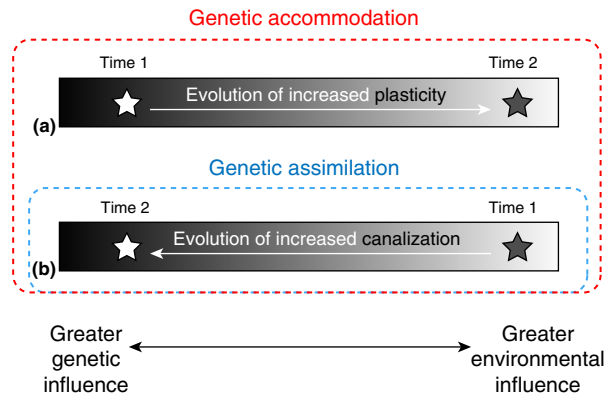 Genetic accommodation
Time 1
Time 2
Evolution of increased plasticity
(a)
Genetic assimilation
Time 2
Time 1
Evolution of increased canalization
(b)
Greater
genetic
influence
Greater
environmental
influence